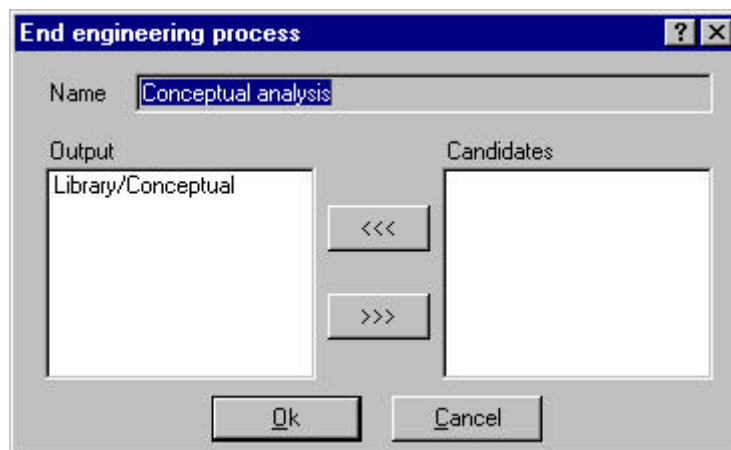 End engineering process
Name Conceptual analysis
Output Candidates
Library/Conceptual
<<<
>>>
Ok Cancel